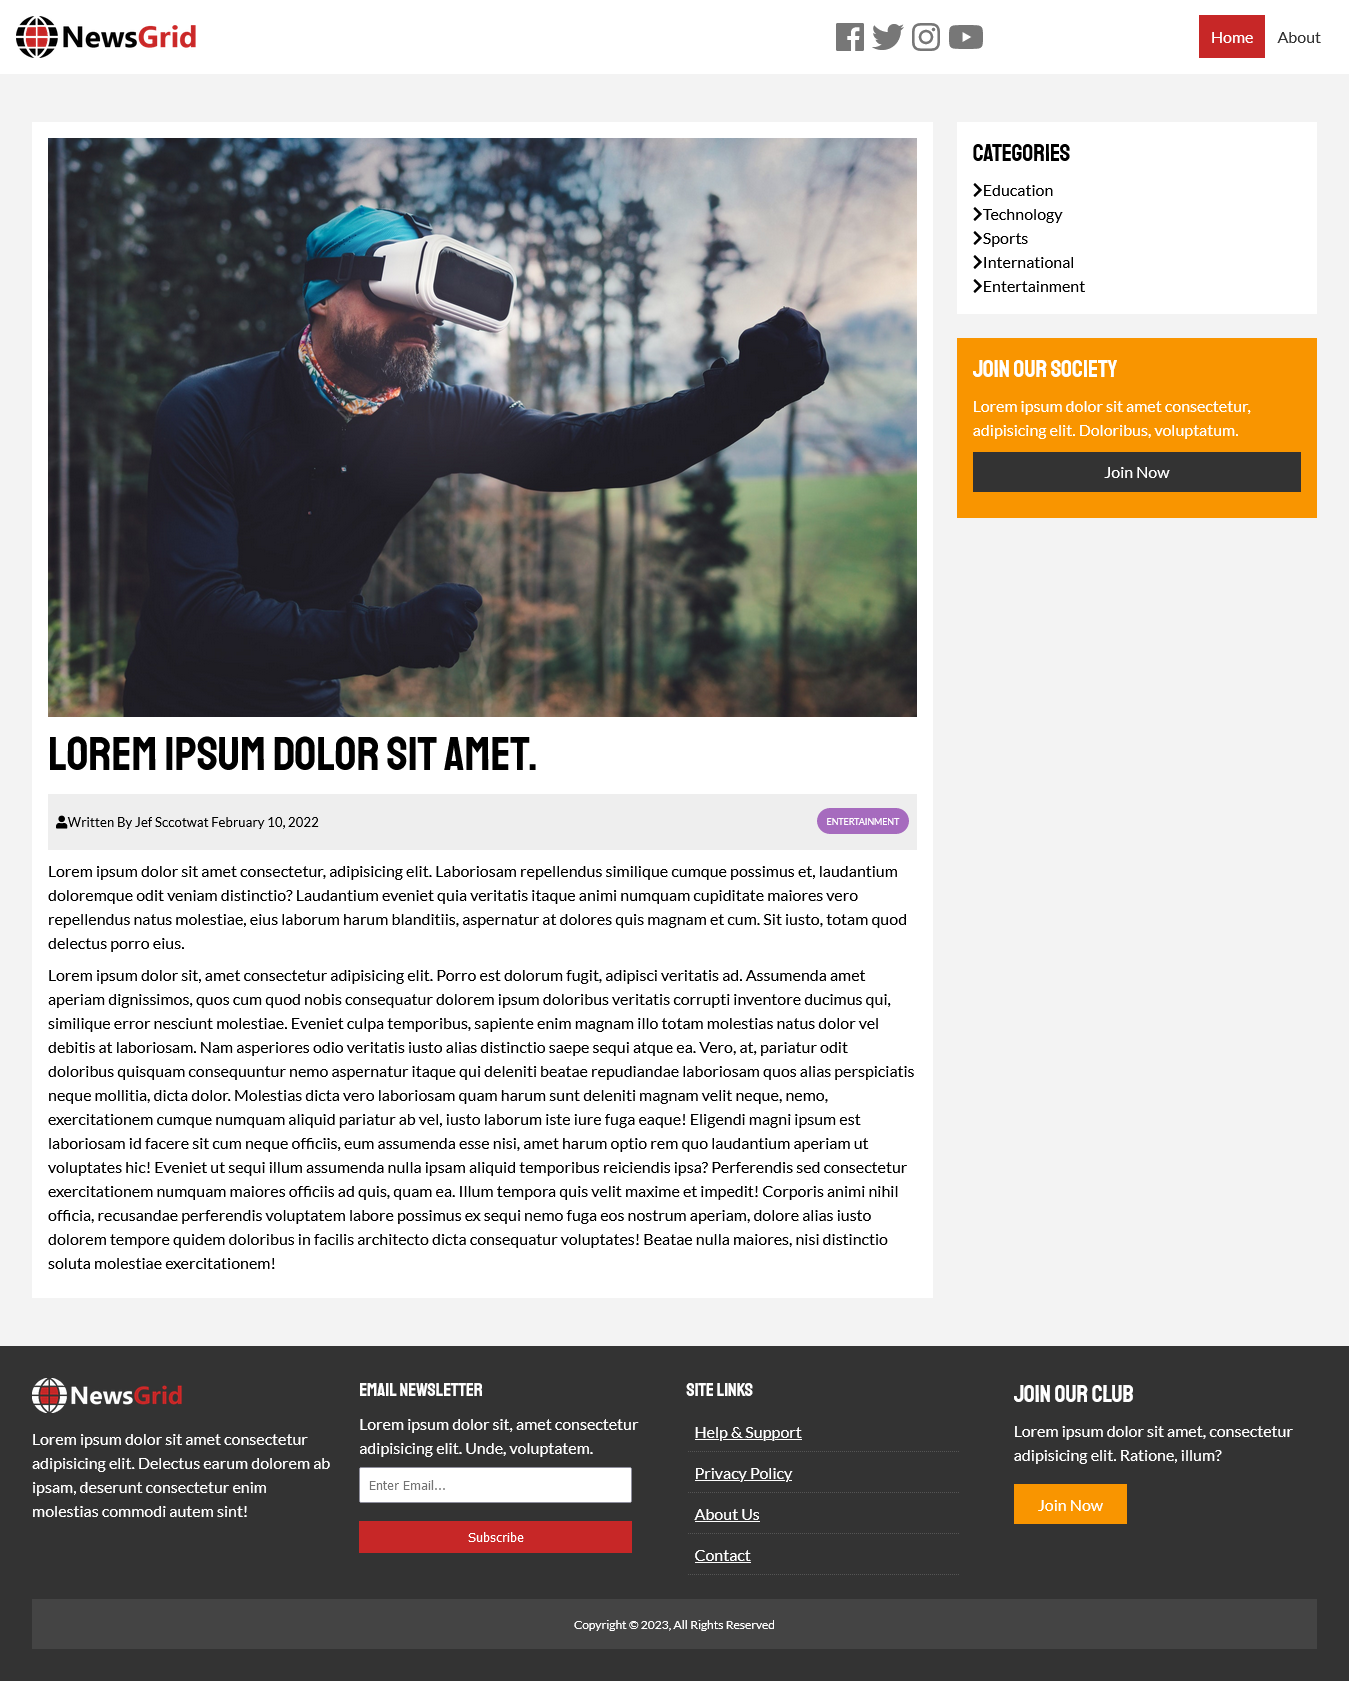 NewsGrid
Home
About
CATEGORIES
Education
Technology
Sports
International
Entertainment
JOIN OUR SOCIETY
Lorem ipsum dolor sit amet consectetur,
adipisicing elit. Doloribus, voluptatum.
Join Now
LOREM IPSUM DOLOR SIT AMET.
Written By Jef Sccotwat February 10, 2022
ENTERTAINMENT
Lorem ipsum dolor sit amet consectetur, adipisicing elit. Laboriosam repellendus similique cumque possimus et, laudantium
doloremque odit veniam distinctio? Laudantium eveniet quia veritatis itaque animi numquam cupiditate maiores vero
repellendus natus molestiae, eius laborum harum blanditiis, aspernatur at dolores quis magnam et cum. Sit iusto, totam quod
delectus porro eius.
Lorem ipsum dolor sit, amet consectetur adipisicing elit. Porro est dolorum fugit, adipisci veritatis ad. Assumenda amet
aperiam dignissimos, quos cum quod nobis consequatur dolorem ipsum doloribus veritatis corrupti inventore ducimus qui,
similique error nesciunt molestiae. Eveniet culpa temporibus, sapiente enim magnam illo totam molestias natus dolor vel
debitis at laboriosam. Nam asperiores odio veritatis iusto alias distinctio saepe sequi atque ea. Vero, at, pariatur odit
doloribus quisquam consequuntur nemo aspernatur itaque qui deleniti beatae repudiandae laboriosam quos alias perspiciatis
neque mollitia, dicta dolor. Molestias dicta vero laboriosam quam harum sunt deleniti magnam velit neque, nemo,
exercitationem cumque numquam aliquid pariatur ab vel, iusto laborum iste iure fuga eaque! Eligendi magni ipsum est
laboriosam id facere sit cum neque officiis, eum assumenda esse nisi, amet harum optio rem quo laudantium aperiam ut
voluptates hic! Eveniet ut sequi illum assumenda nulla ipsam aliquid temporibus reiciendis ipsa? Perferendis sed consectetur
exercitationem numquam maiores officiis ad quis, quam ea. Illum tempora quis velit maxime et impedit! Corporis animi nihil
officia, recusandae perferendis voluptatem labore possimus ex sequi nemo fuga eos nostrum aperiam, dolore alias iusto
dolorem tempore quidem doloribus in facilis architecto dicta consequatur voluptates! Beatae nulla maiores, nisi distinctio
soluta molestiae exercitationem!
NewsGrid
Lorem ipsum dolor sit amet consectetur
adipisicing elit. Delectus earum dolorem ab
ipsam, deserunt consectetur enim
molestias commodi autem sint!
EMAIL NEWSLETTER
Lorem ipsum dolor sit, amet consectetur
adipisicing elit. Unde, voluptatem.
Enter Email...
Subscribe
SITE LINKS
Help & Support
Privacy Policy
About Us
Contact
JOIN OUR CLUB
Lorem ipsum dolor sit amet, consectetur
adipisicing elit. Ratione, illum?
Join Now
Copyright © 2023, All Rights Reserved